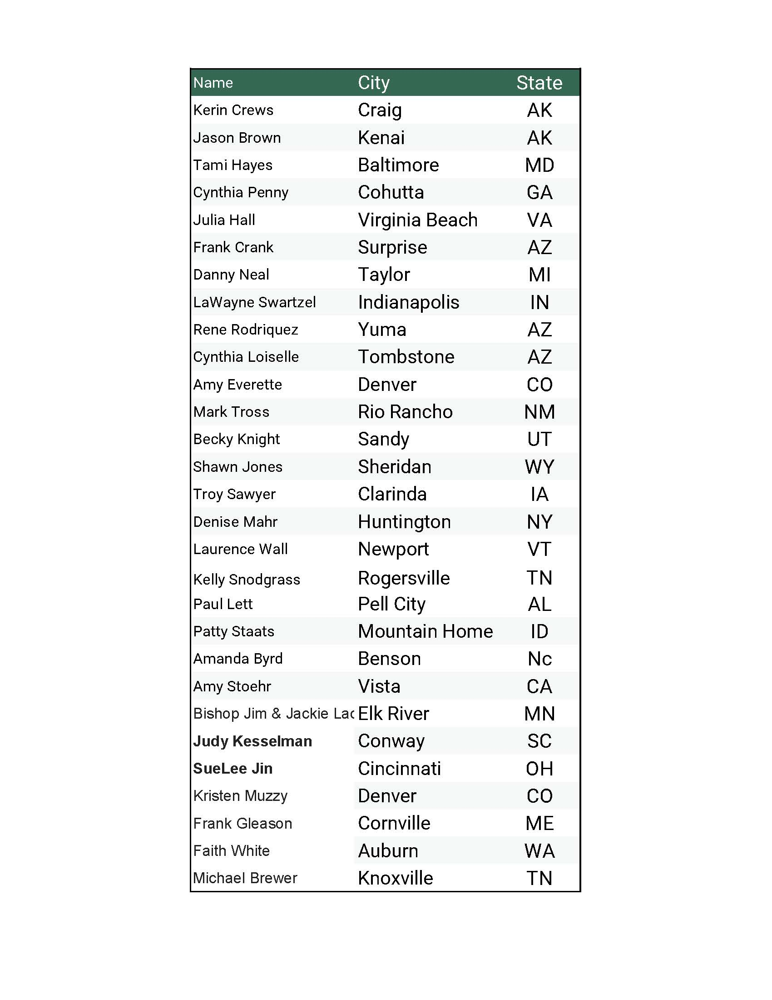 Name City State
Kerin Crews Craig AK
Jason Brown Kenai AK
Tami Hayes Baltimore MD
Cynthia Penny Cohutta GA
Julia Hall Virginia Beach VA
Frank Crank Surprise AZ
Danny Neal Taylor MI
LaWayne Swartzel Indianapolis IN
Rene Rodriquez Yuma AZ
Cynthia Loiselle Tombstone AZ
Amy Everette Denver CO
Mark Tross Rio Rancho NM
Becky Knight Sandy UT
Shawn Jones Sheridan WY
Troy Sawyer Clarinda IA
Denise Mahr Huntington NY
Laurence Wall Newport VT
Kelly Snodgrass Rogersville TN
Paul Lett Pell City AL
Patty Staats Mountain Home ID
Amanda Byrd Benson Nc
Amy Stoehr Vista CA
Bishop Jim & Jackie Elk River MN
Judy Kesselman Conway SC
SueLee Jin Cincinnati OH
Kristen Muzzy Denver CO
Frank Gleason Cornville ME
Faith White Auburn WA
Michael Brewer Knoxville TN